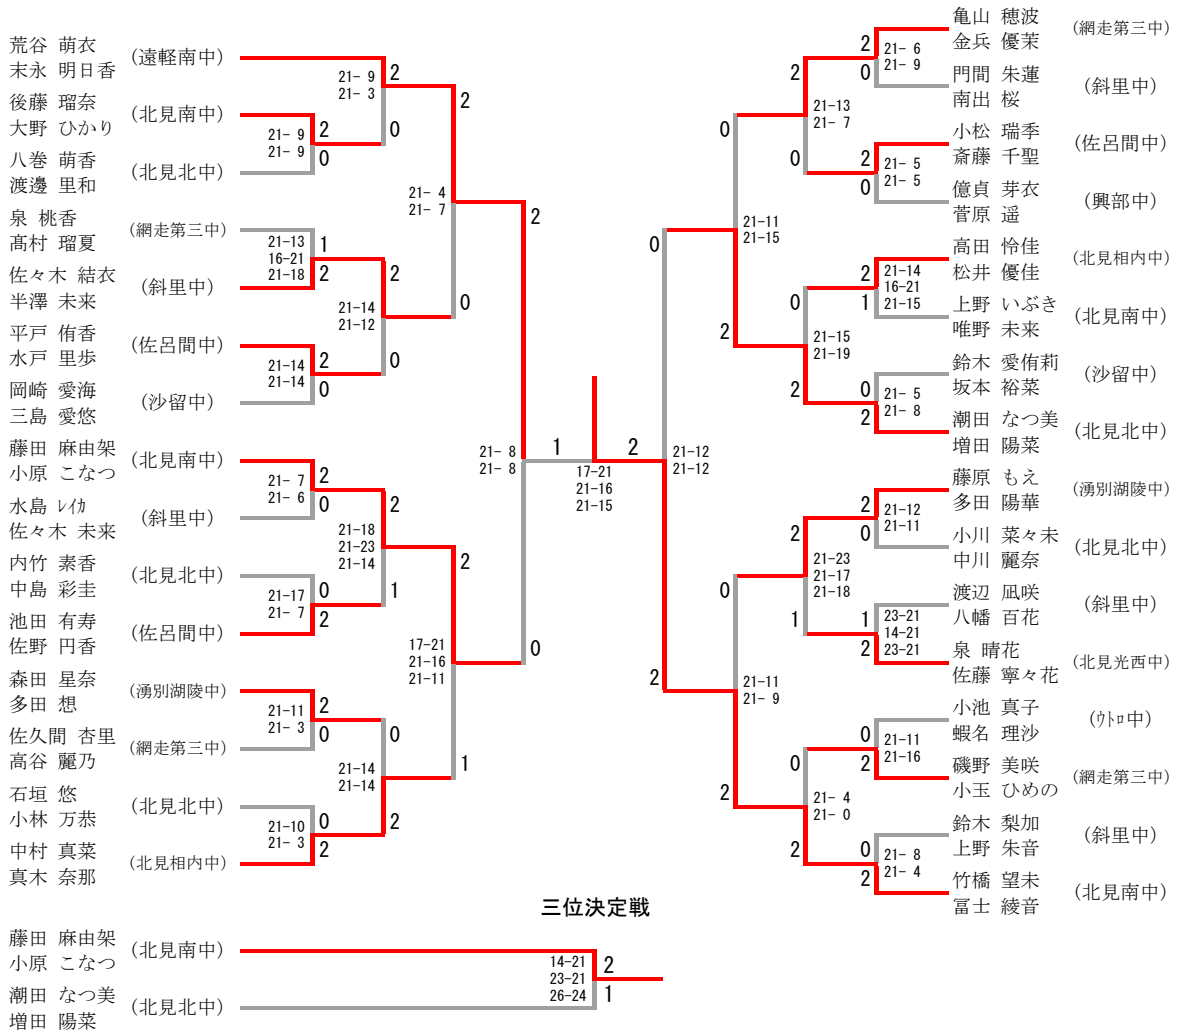 荒谷 萌衣
末永 明日香
(遠軽南中)
後藤 瑠奈
大野 ひかり
(北見南中)
八巻 萌香
渡邊 里和
(北見北中)
泉 桃香
髙村 瑠夏
(網走第三中)
佐々木 結衣
半澤 未来
(斜里中)
平戸 侑香
水戸 里歩
(佐呂間中)
岡崎 愛海
三島 愛悠
(沙留中)
藤田 麻由架
小原 こなつ
(北見南中)
水島 ﾚｲｶ
佐々木 未来
(斜里中)
内竹 素香
中島 彩圭
(北見北中)
池田 有寿
佐野 円香
(佐呂間中)
森田 星奈
多田 想
(湧別湖陵中)
佐久間 杏里
高谷 麗乃
(網走第三中)
石垣 悠
小林 万恭
(北見北中)
中村 真菜
真木 奈那
(北見相内中)
21- 9
21- 9
2
0
21-13
16-21
21-18
1
2
21-14
21-14
2
0
21- 7
21- 6
2
0
21-17
21- 7
0
2
21-11
21- 3
2
0
21-10
21- 3
0
2
21- 9
21- 3
2
0
21-14
21-12
2
0
21-18
21-23
21-14
2
1
21-14
21-14
0
2
21- 4
21- 7
2
0
17-21
21-16
21-11
2
1
21- 8
21- 8
2
0
1
2
17-21
21-16
21-15
21-12
21-12
0
2
21-11
21-15
0
2
21-11
21- 9
0
2
21-13
21- 7
2
0
21-15
21-19
0
2
21-23
21-17
21-18
2
1
21- 4
21- 0
0
2
2
0
21- 6
21- 9
2
0
21- 5
21- 5
2
1
21-14
16-21
21-15
0
2
21- 5
21- 8
2
0
21-12
21-11
1
2
23-21
14-21
23-21
0
2
21-11
21-16
0
2
21- 8
21- 4
亀山 穂波
金兵 優茉
(網走第三中)
門間 朱蓮
南出 桜
(斜里中)
小松 瑞季
斎藤 千聖
(佐呂間中)
億貞 芽衣
菅原 遥
(興部中)
高田 怜佳
松井 優佳
(北見相内中)
上野 いぶき
唯野 未来
(北見南中)
鈴木 愛侑莉
坂本 裕菜
(沙留中)
潮田 なつ美
増田 陽菜
(北見北中)
藤原 もえ
多田 陽華
(湧別湖陵中)
小川 菜々未
中川 麗奈
(北見北中)
渡辺 凪咲
八幡 百花
(斜里中)
泉 晴花
佐藤 寧々花
(北見光西中)
小池 真子
蝦名 理沙
(ｳﾄﾛ中)
磯野 美咲
小玉 ひめの
(網走第三中)
鈴木 梨加
上野 朱音
(斜里中)
竹橋 望未
冨士 綾音
(北見南中)
三位決定戦
藤田 麻由架
小原 こなつ
(北見南中)
潮田 なつ美
増田 陽菜
(北見北中)
14-21
23-21
26-24
2
1